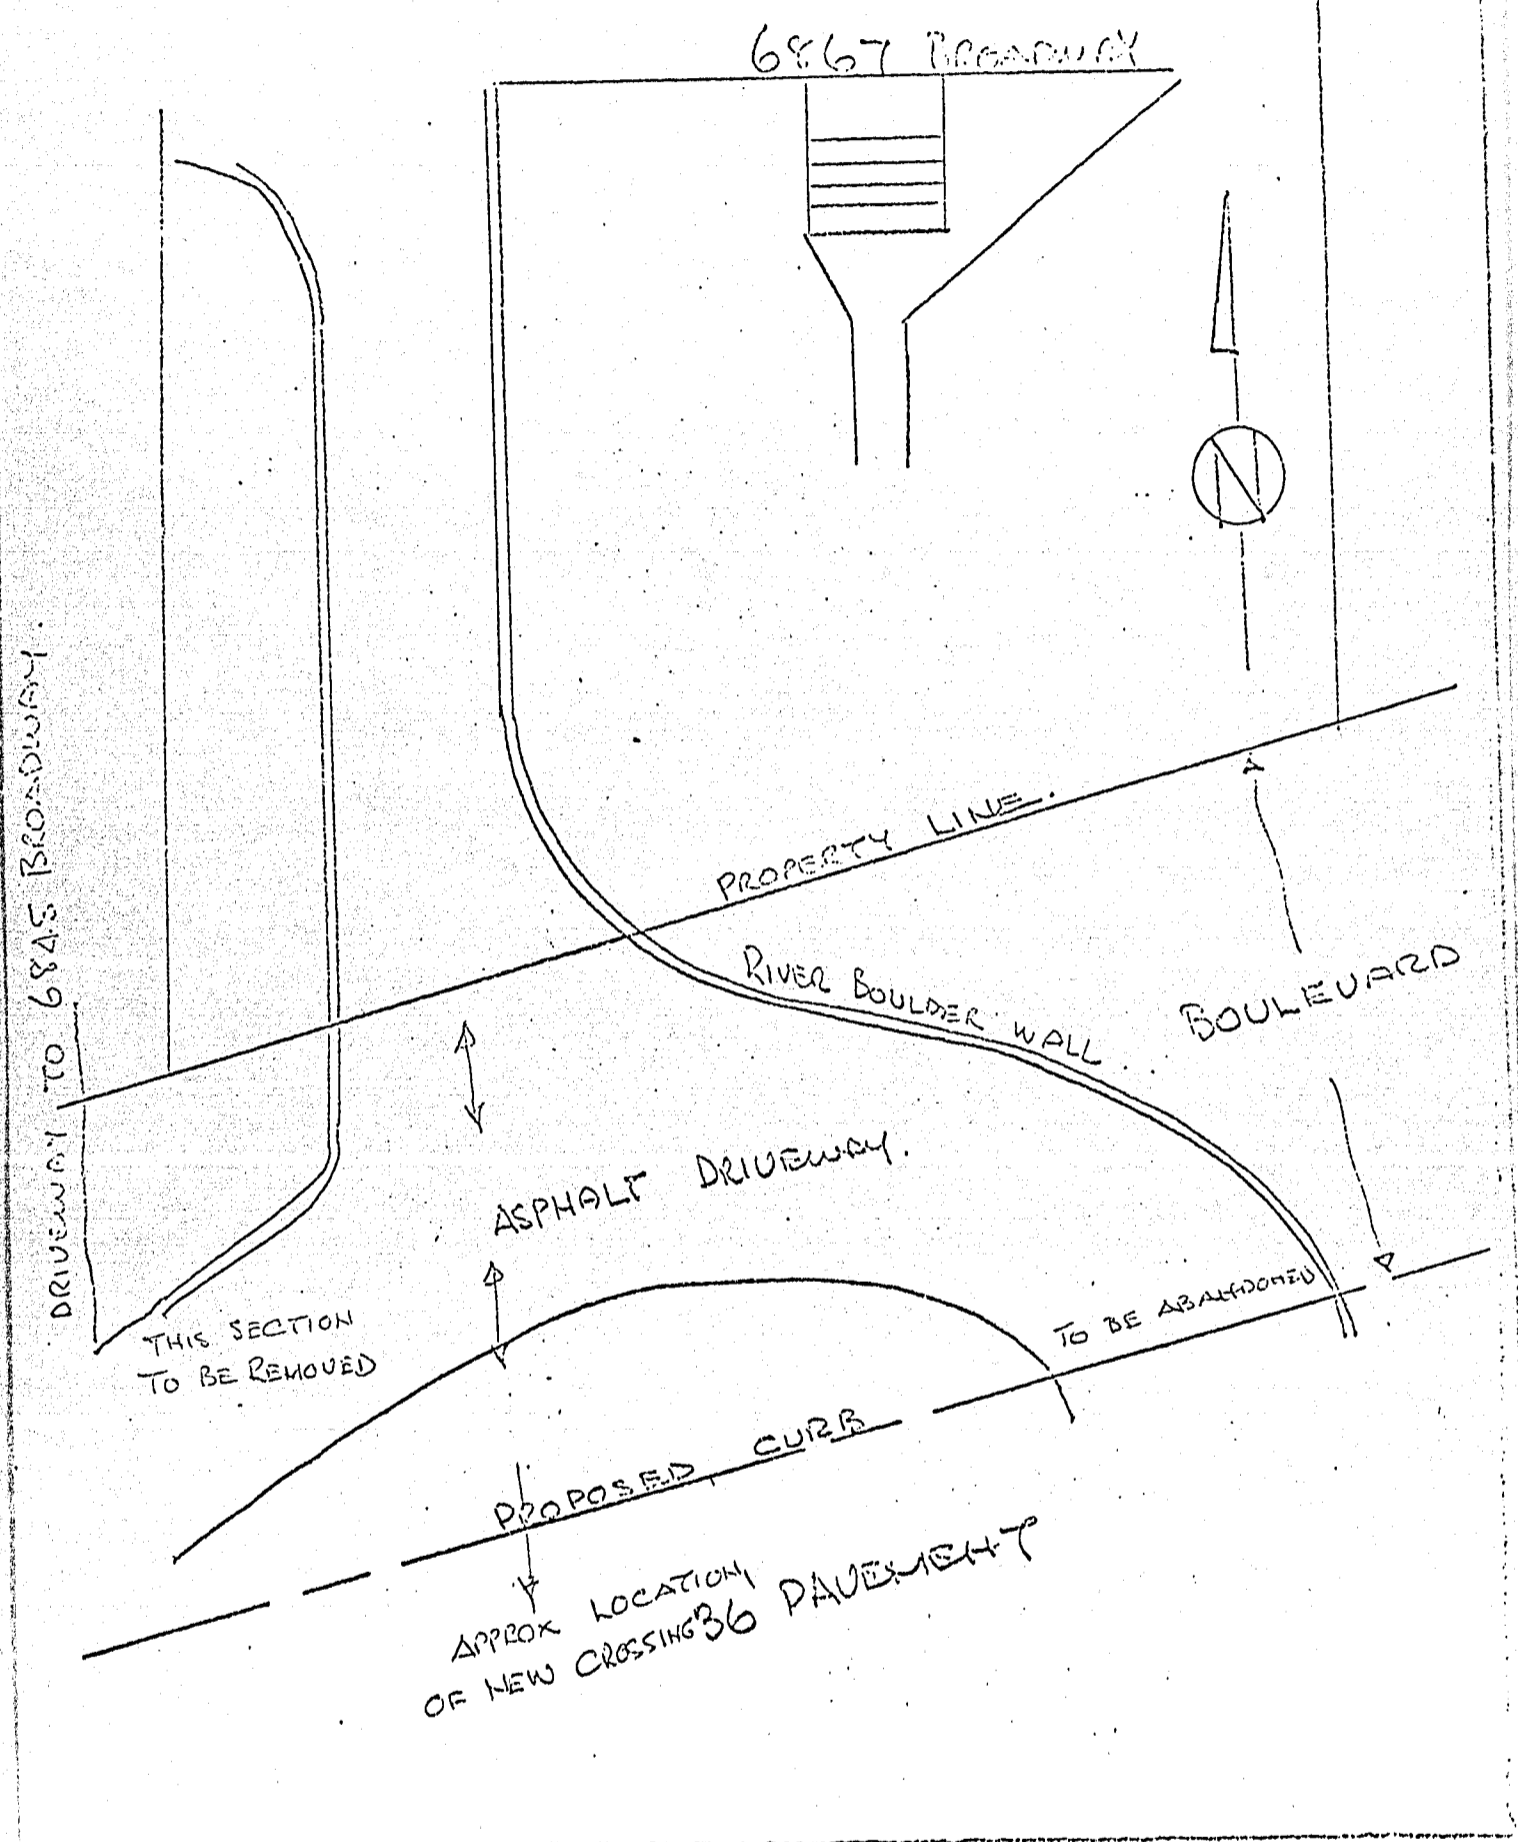 6867 BROADWAY
N
DRIVEWAY TO 6845 BROADWAY.
PROPERTY LINE.
RIVER BOULDER WALL
BOULEVARD
ASPHALT DRIVEWAY.
TO BE ABANDONED
THIS SECTION
TO BE REMOVED
PROPOSED CURB
APPROX LOCATION
OF NEW CROSSING
36 PAVEMENT